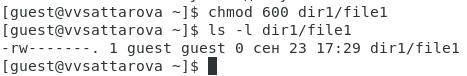 [guest@vvsattarova ~]$ chmod 600 dir1/file1
[guest@vvsattarova ~]$ ls -l dir1/file1
-rw-------. 1 guest guest 0 сен 23 17:29 dir1/file1
[guest@vvsattarova ~]$